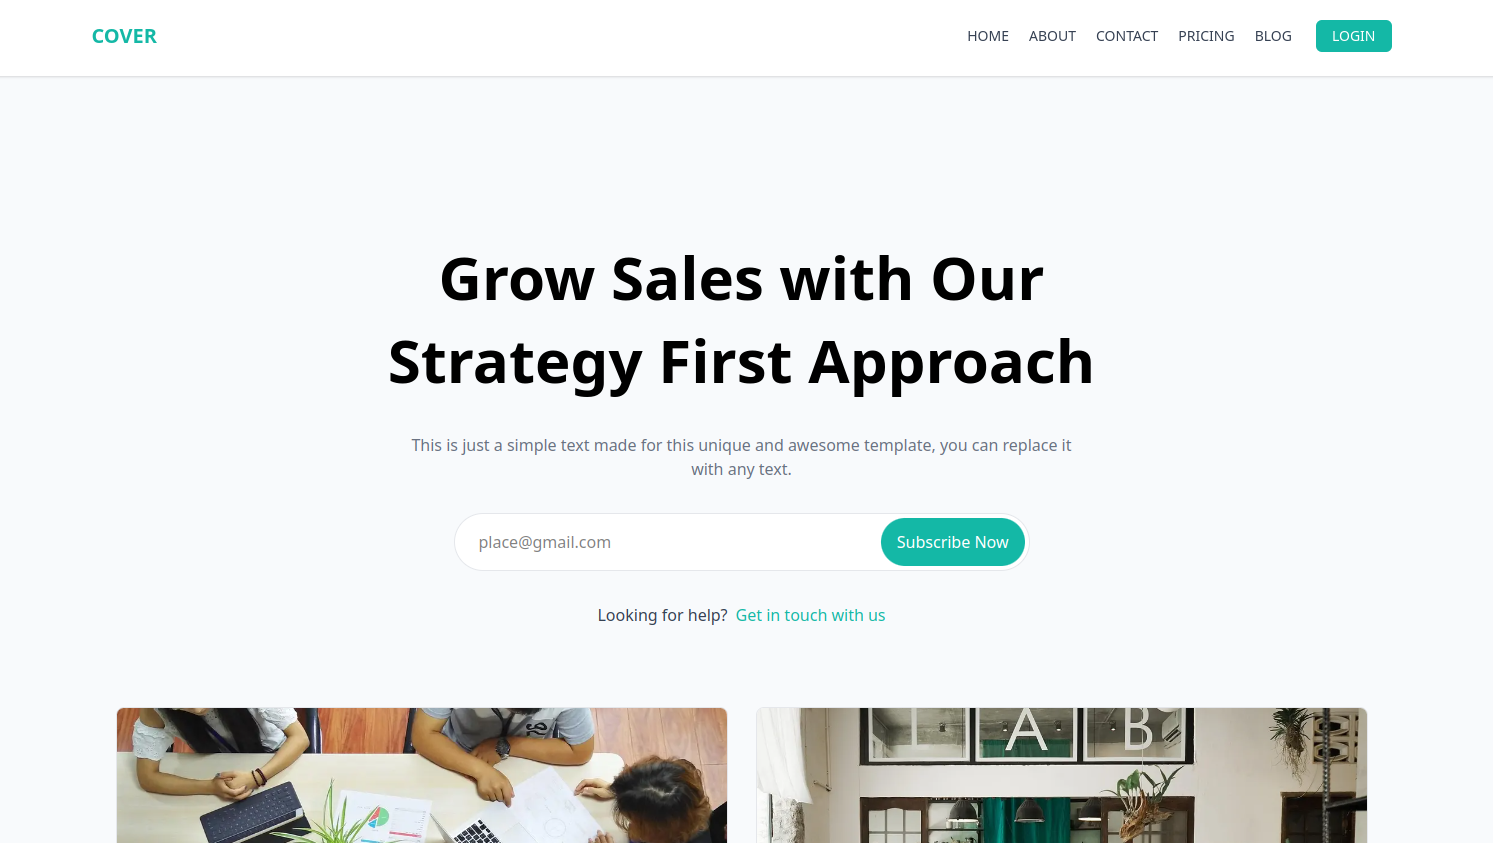 COVER
HOME ABOUT CONTACT PRICING BLOG LOGIN
Grow Sales with Our
Strategy First Approach
This is just a simple text made for this unique and awesome template, you can replace it
with any text.
place@gmail.com Subscribe Now
Looking for help? Get in touch with us
A B